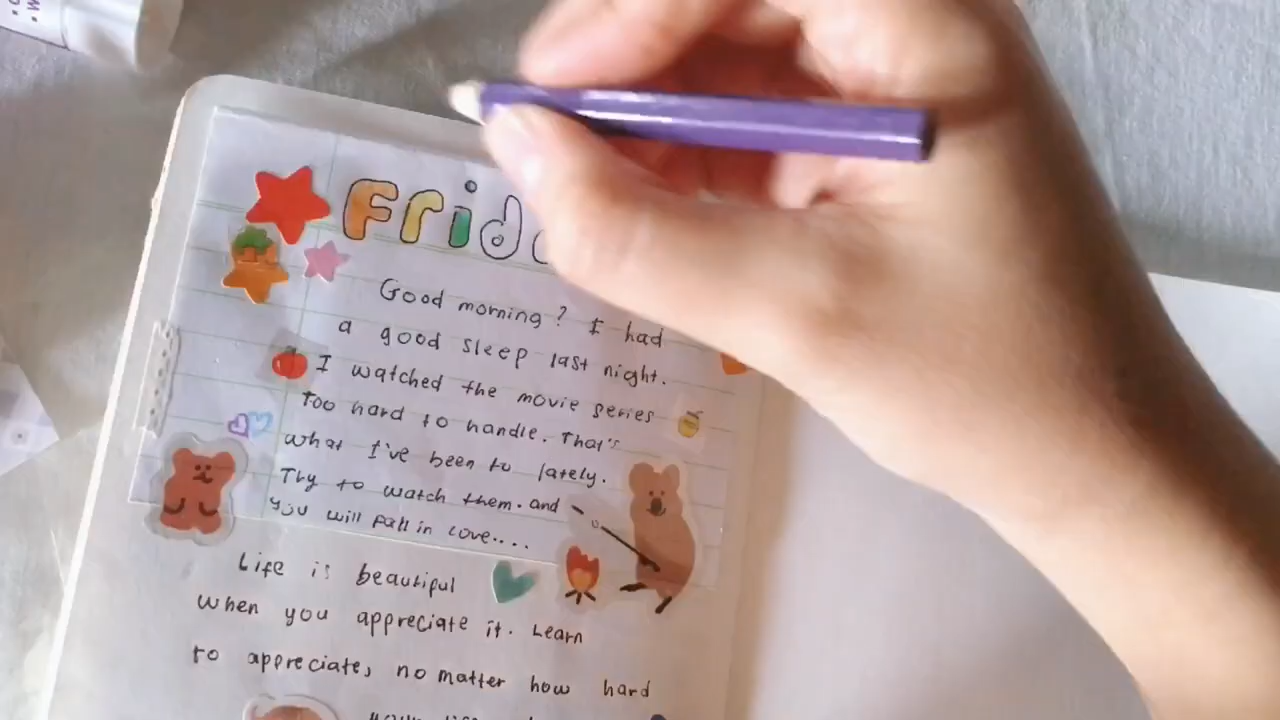 Frid
Good morning? I had
a good sleep last night.
I watched the movie series
Too hard to handle. That's
what I've been to lately.
Try to watch them. and
you will fall in love....
Life is beautiful
when you appreciate it. Learn
to appreciate, no matter how hard